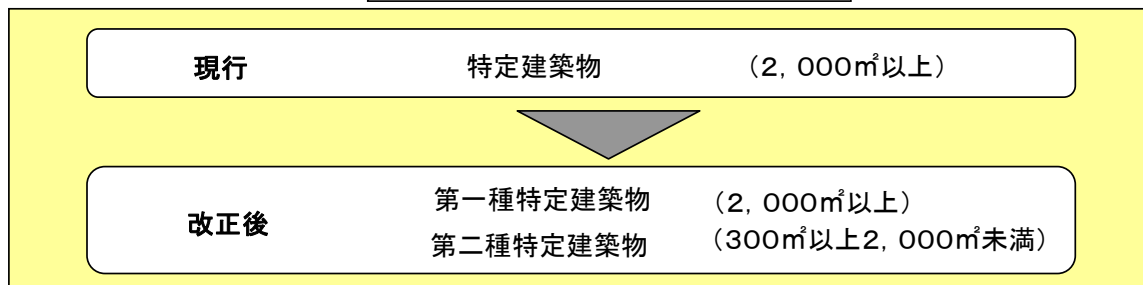 現行 特定建築物 （２，０００㎡以上）
改正後
第一種特定建築物 （２，０００㎡以上）
第二種特定建築物 （３００㎡以上２，０００㎡未満）